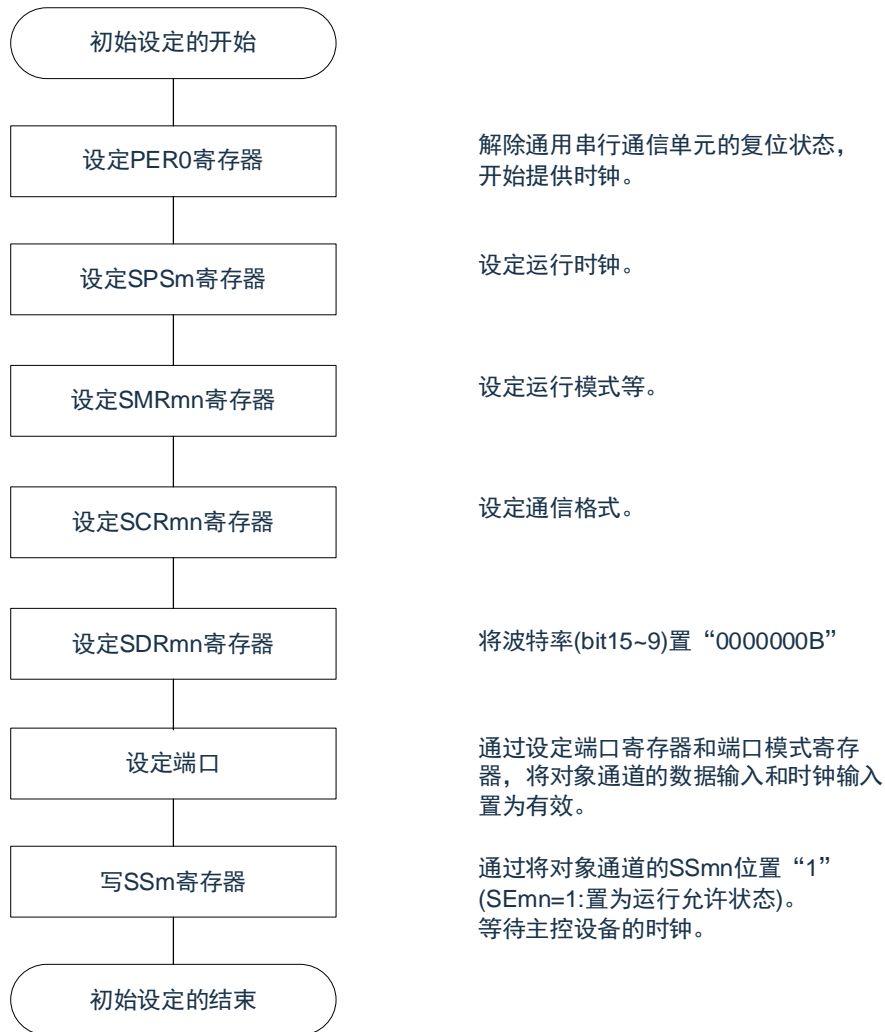 初始设定的开始
设定PER0寄存器
解除通用串行通信单元的复位状态，
开始提供时钟。
设定SPSm寄存器
设定运行时钟。
设定SMRmn寄存器
设定运行模式等。
设定SCRmn寄存器
设定通信格式。
设定SDRmn寄存器
将波特率(bit15~9)置“0000000B”
设定端口
通过设定端口寄存器和端口模式寄存
器，将对象通道的数据输入和时钟输入
置为有效。
写SSm寄存器
通过将对象通道的SSmn位置“1”
(SEmn=1:置为运行允许状态)。
等待主控设备的时钟。
初始设定的结束